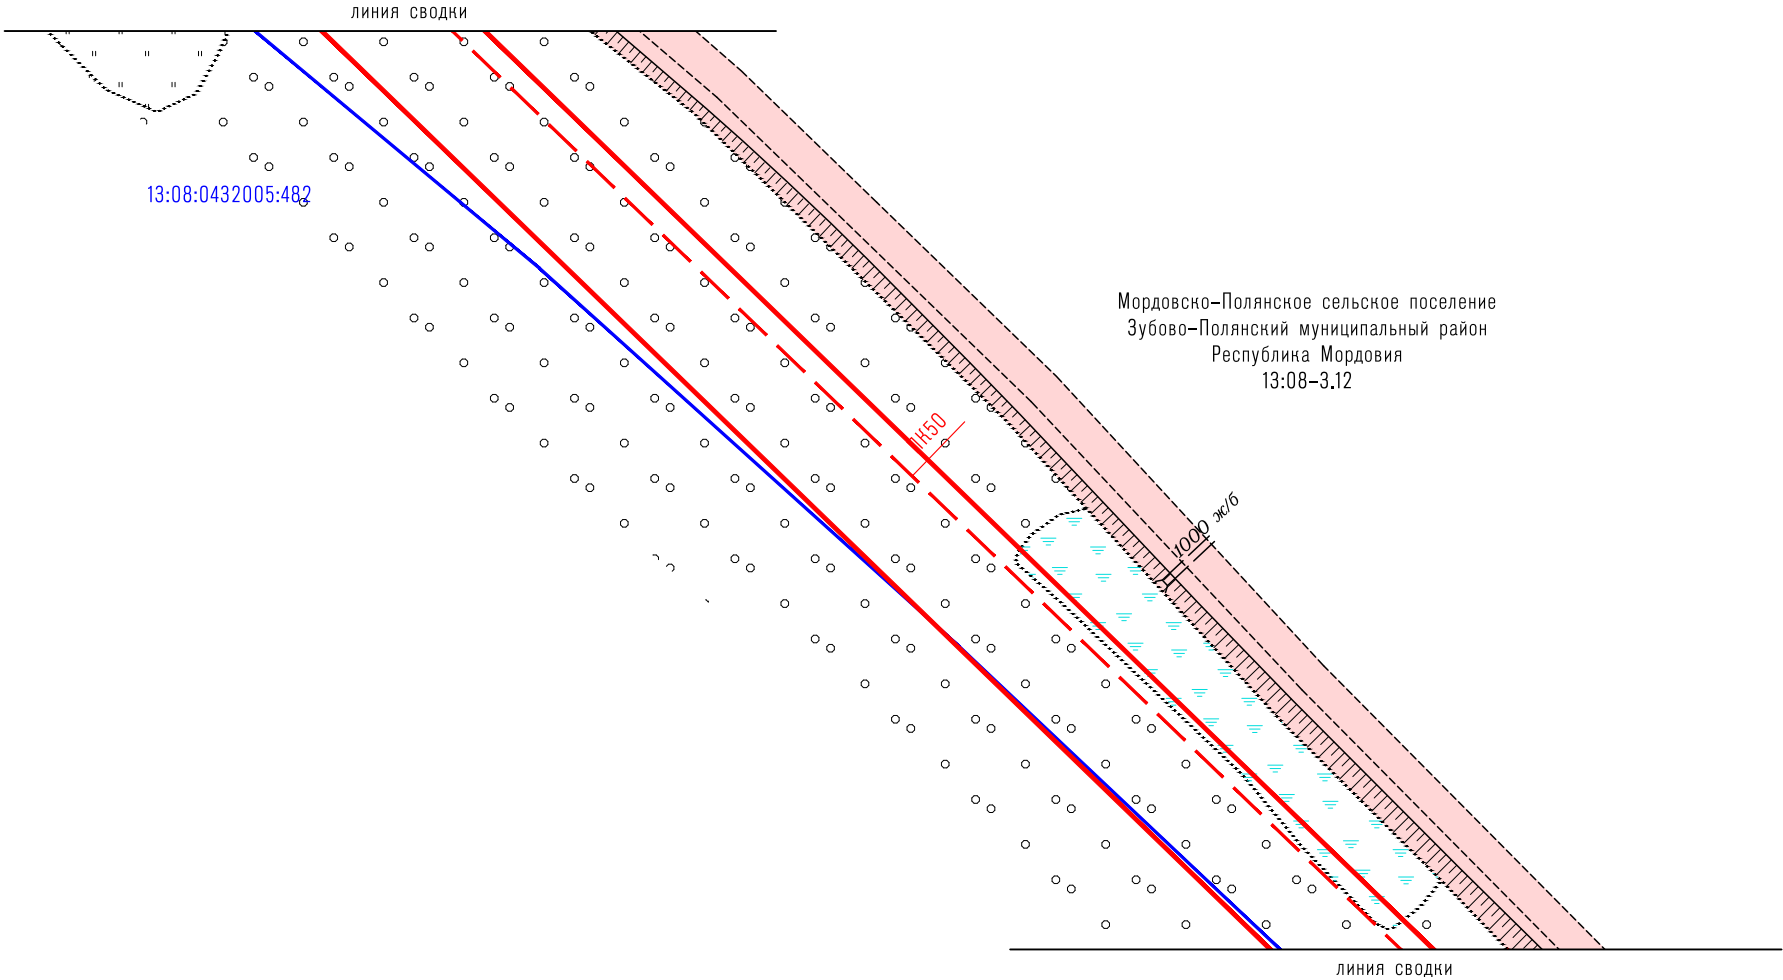 линия сводки
13:08:0432005:482
Мордовско–Полянское сельское поселение
Зубово–Полянский муниципальный район
Республика Мордовия
13:08–3.12
ПК50
1000 ж/б
линия сводки